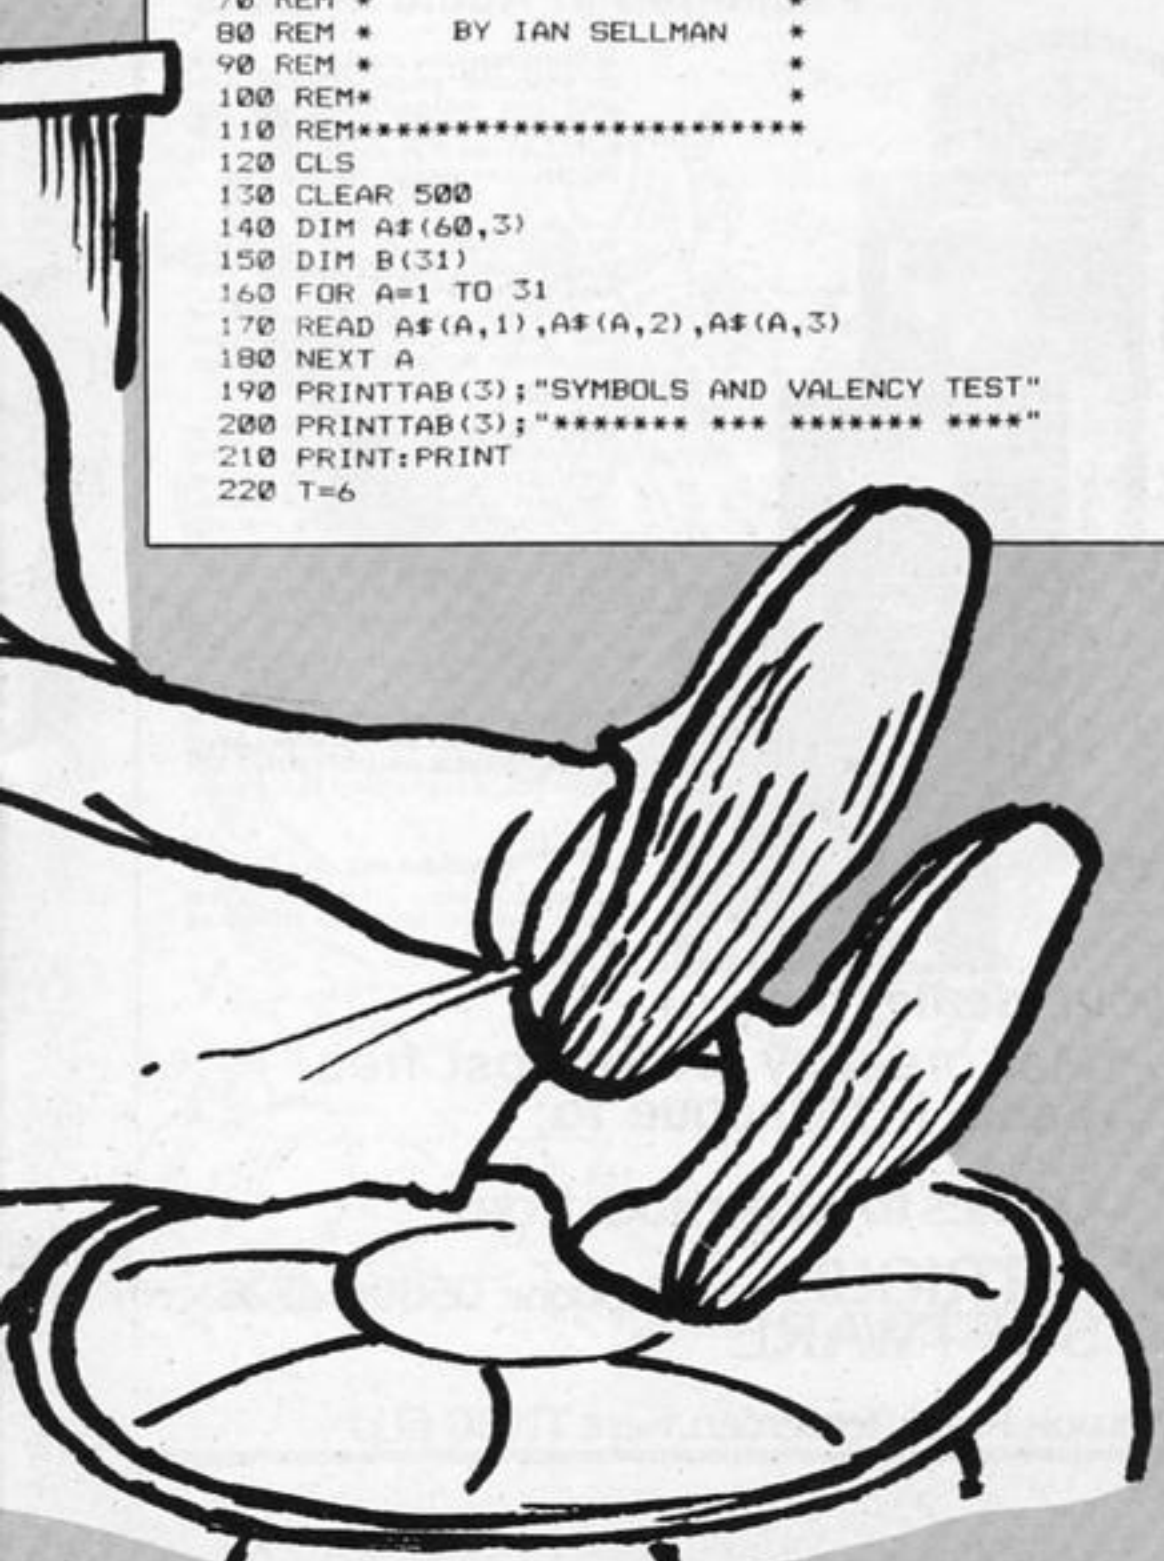 70 REM * *
80 REM * BY IAN SELLMAN *
90 REM * *
100 REM* *
110 REM***********************
120 CLS
130 CLEAR 500
140 DIM A$(60,3)
150 DIM B(31)
160 FOR A=1 TO 31
170 READ A$(A,1),A$(A,2),A$(A,3)
180 NEXT A
190 PRINTTAB(3);"SYMBOLS AND VALENCY TEST"
200 PRINTTAB(3);"******* *** ******* ****"
210 PRINT:PRINT
220 T=6